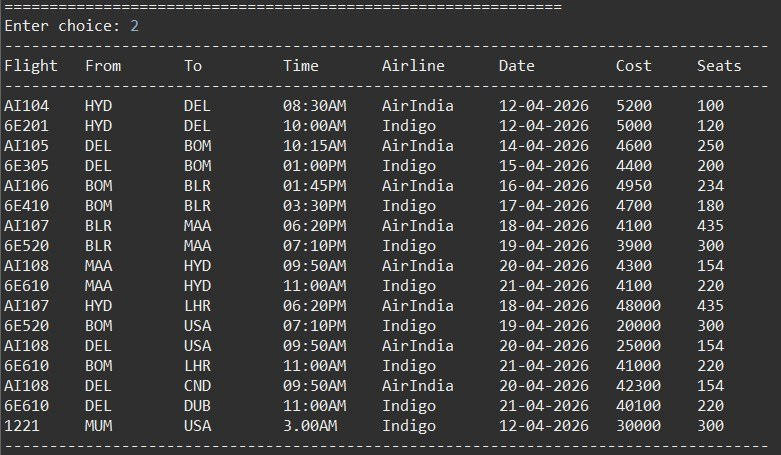 ===============================================================
Enter choice: 2
--------------------------------------------------------------------------------------
Flight From To Time Airline Date Cost Seats
--------------------------------------------------------------------------------------
AI104 HYD DEL 08:30AM AirIndia 12-04-2026 5200 100
6E201 HYD DEL 10:00AM Indigo 12-04-2026 5000 120
AI105 DEL BOM 10:15AM AirIndia 14-04-2026 4600 250
6E305 DEL BOM 01:00PM Indigo 15-04-2026 4400 200
AI106 BOM BLR 01:45PM AirIndia 16-04-2026 4950 234
6E410 BOM BLR 03:30PM Indigo 17-04-2026 4700 180
AI107 BLR MAA 06:20PM AirIndia 18-04-2026 4100 435
6E520 BLR MAA 07:10PM Indigo 19-04-2026 3900 300
AI108 MAA HYD 09:50AM AirIndia 20-04-2026 4300 154
6E610 MAA HYD 11:00AM Indigo 21-04-2026 4100 220
AI107 HYD LHR 06:20PM AirIndia 18-04-2026 48000 435
6E520 BOM USA 07:10PM Indigo 19-04-2026 20000 300
AI108 DEL USA 09:50AM AirIndia 20-04-2026 25000 154
6E610 BOM LHR 11:00AM Indigo 21-04-2026 41000 220
AI108 DEL CND 09:50AM AirIndia 20-04-2026 42300 154
6E610 DEL DUB 11:00AM Indigo 21-04-2026 40100 220
1221 MUM USA 3.00AM Indigo 12-04-2026 30000 300
--------------------------------------------------------------------------------------